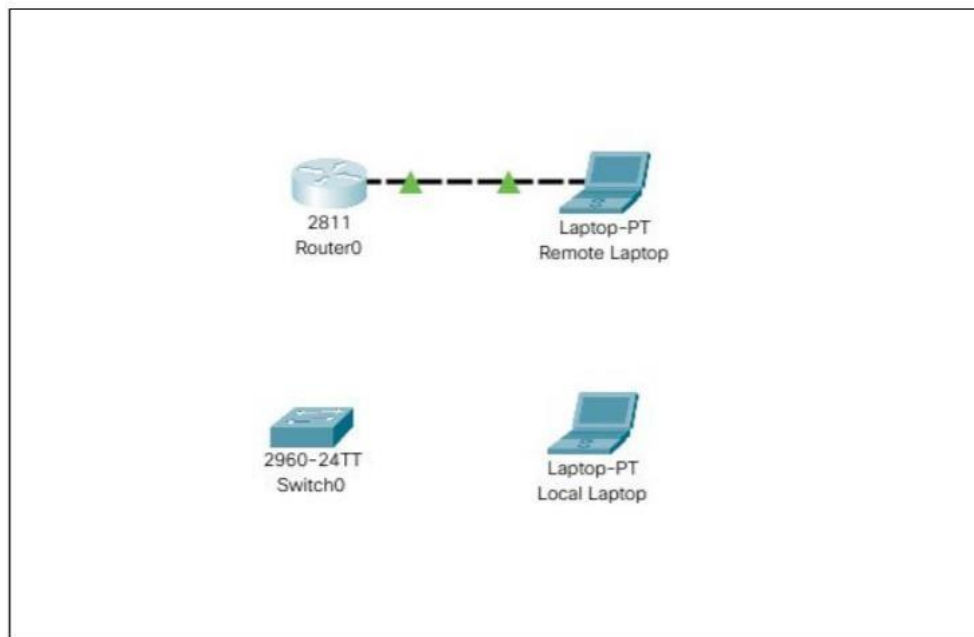 2811
Router0
Laptop-PT
Remote Laptop
2960-24TT
Switch0
Laptop-PT
Local Laptop